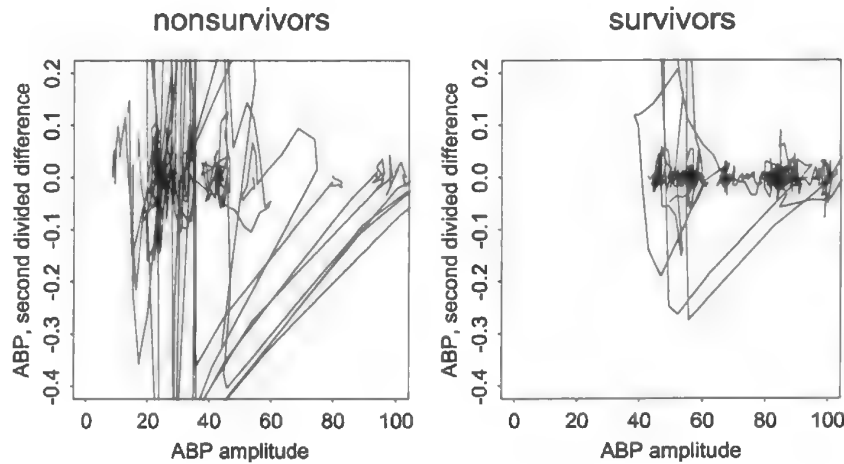 nonsurvivors
ABP, second divided difference
0.2
0.1
0.0
-0.1
-0.2
-0.3
-0.4
0 20 40 60 80 100
ABP amplitude
survivors
ABP, second divided difference
0.2
0.1
0.0
-0.1
-0.2
-0.3
-0.4
0 20 40 60 80 100
ABP amplitude